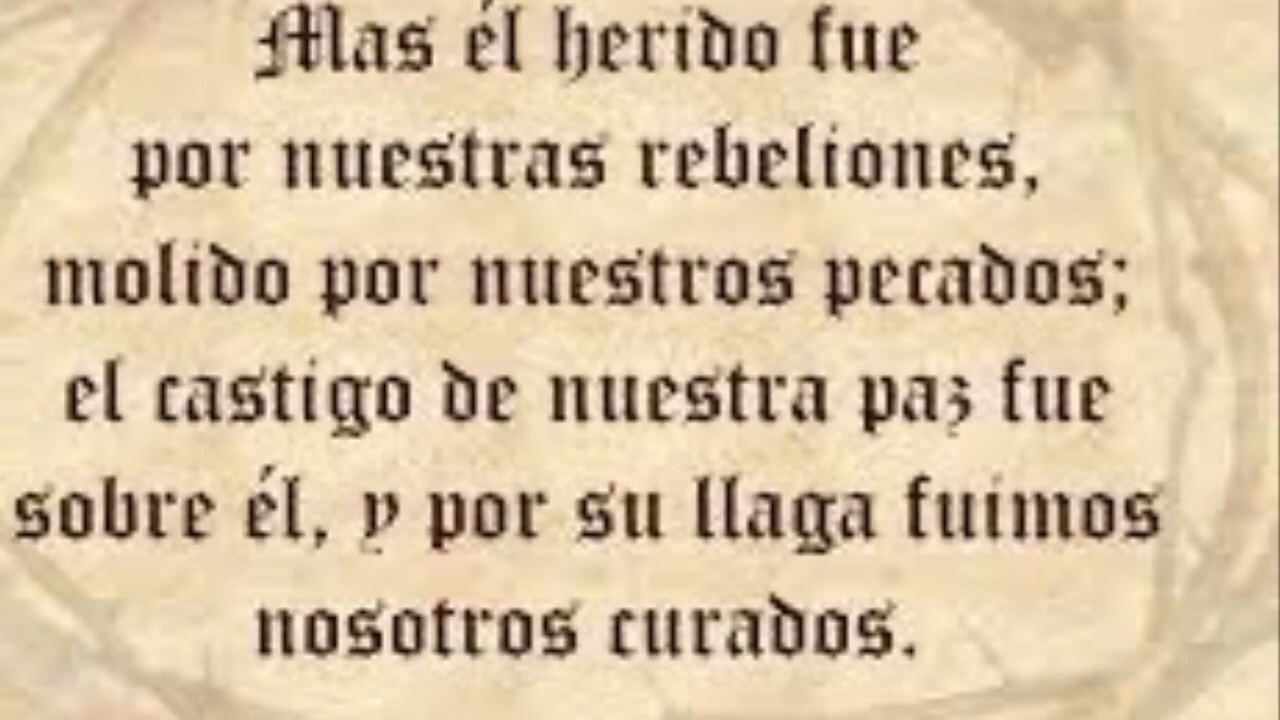 Mas él herido fue
por nuestras rebeliones,
molido por nuestros pecados;
el castigo de nuestra paz fue
sobre él, y por su llaga fuimos
nosotros curados.